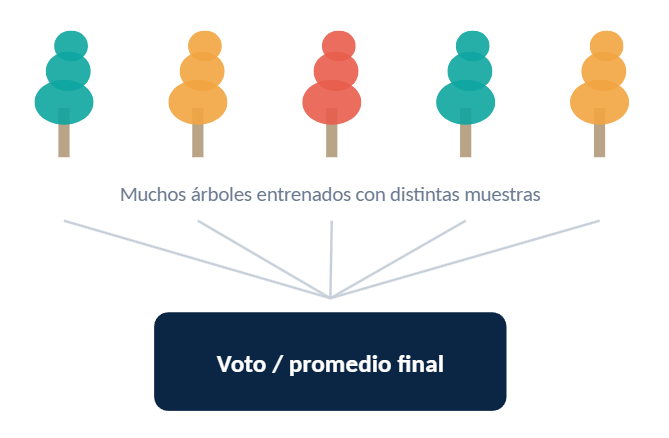 Muchos árboles entrenados con distintas muestras
Voto / promedio final